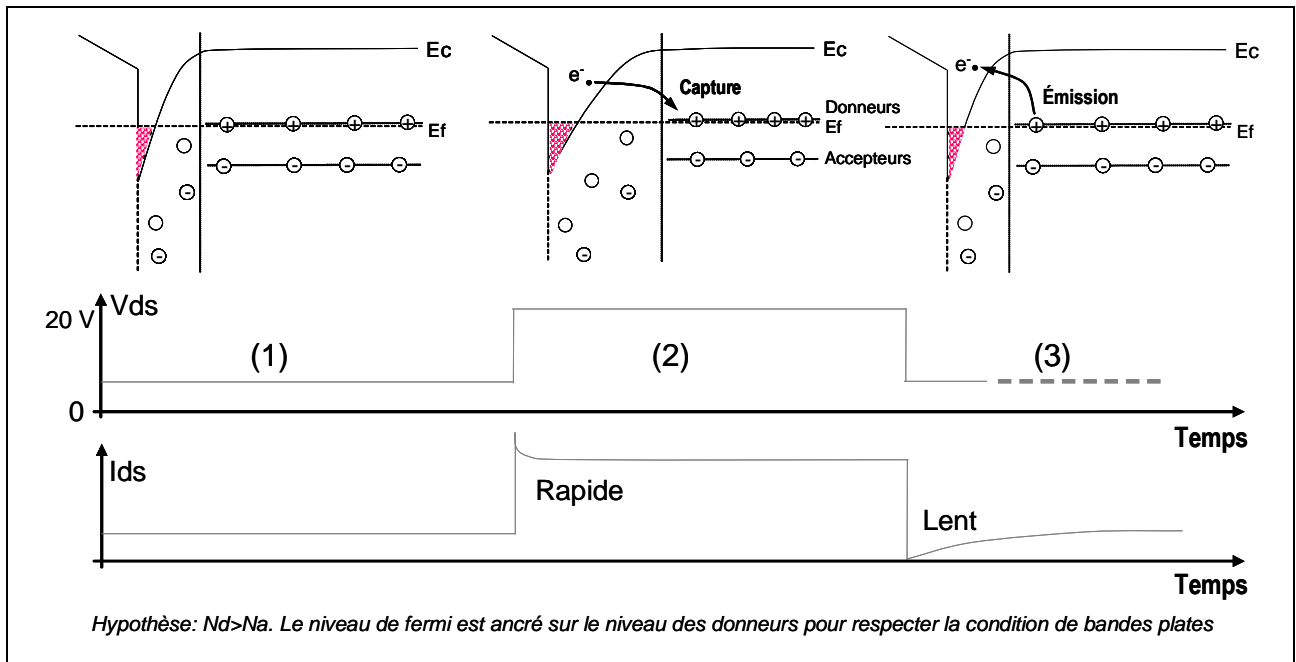 Ec
Ef
e-
Capture
Ec
Donneurs
Ef
Accepteurs
e-
Émission
Ec
Ef
Vds
20 V
(1)
(2)
(3)
0
Temps
Ids
Rapide
Lent
Temps
Hypothèse: Nd>Na. Le niveau de fermi est ancré sur le niveau des donneurs pour respecter la condition de bandes plates